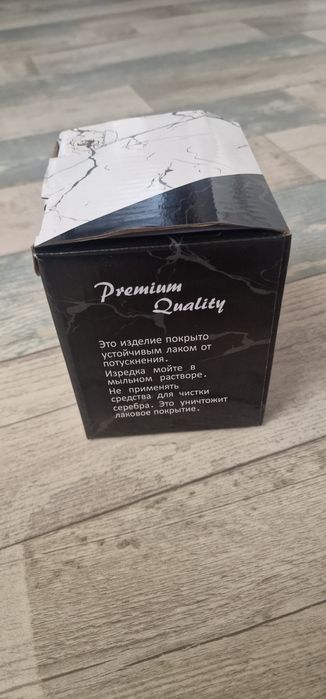 Premium
Quality
Это изделие покрыто
устойчивым лаком от
потускнения.
Изредка мойте в
мыльном растворе.
Не применять
средства для чистки
серебра. Это уничтожит
лаковое покрытие.